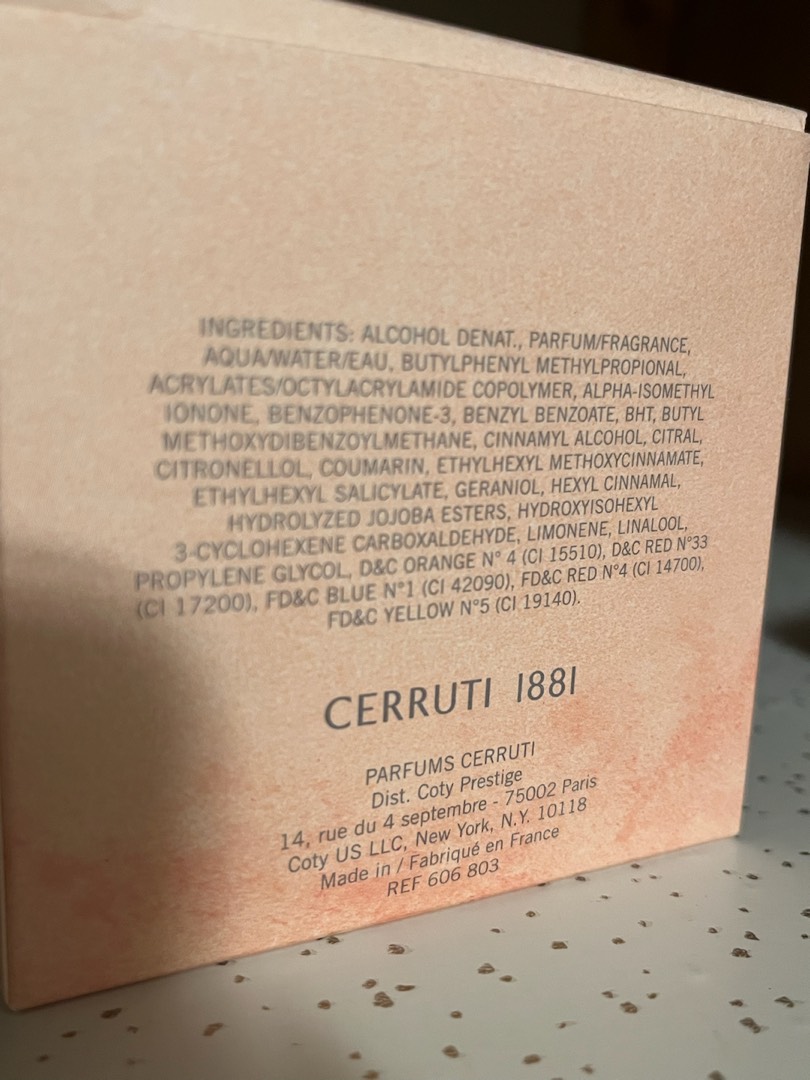 INGREDIENTS: ALCOHOL DENAT., PARFUM/FRAGRANCE,
AQUA/WATER/EAU, BUTYLPHENYL METHYLPROPIONAL,
ACRYLATES/OCTYLACRYLAMIDE COPOLYMER, ALPHA-ISOMETHYL
IONONE, BENZOPHENONE-3, BENZYL BENZOATE, BHT, BUTYL
METHOXYDIBENZOYLMETHANE, CINNAMYL ALCOHOL, CITRAL,
CITRONELLOL, COUMARIN, ETHYLHEXYL METHOXYCINNAMATE,
ETHYLHEXYL SALICYLATE, GERANIOL, HEXYL CINNAMAL,
HYDROLYZED JOJOBA ESTERS, HYDROXYISOHEXYL
3-CYCLOHEXENE CARBOXALDEHYDE, LIMONENE, LINALOOL,
PROPYLENE GLYCOL, D&C ORANGE N° 4 (CI 15510), D&C RED N°33
(CI 17200), FD&C BLUE N°1 (CI 42090), FD&C RED N°4 (CI 14700),
FD&C YELLOW N°5 (CI 19140).
CERRUTI 1881
PARFUMS CERRUTI
Dist. Coty Prestige
14, rue du 4 septembre - 75002 Paris
Coty US LLC, New York, N.Y. 10118
Made in / Fabriqué en France
REF 606 803